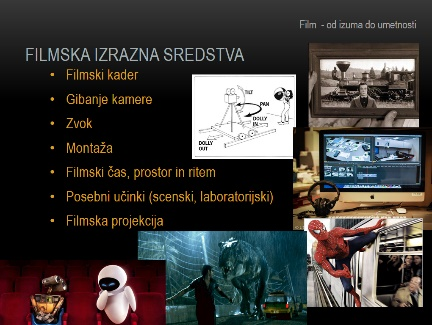 Film - od izuma do umetnosti
FILMSKA IZRAZNA SREDSTVA
• Filmski kader
• Gibanje kamere
• Zvok
• Montaža
• Filmski čas, prostor in ritem
• Posebni učinki (scenski, laboratorijski)
• Filmska projekcija
TILT
PAN
DOLLY
IN
DOLLY
OUT